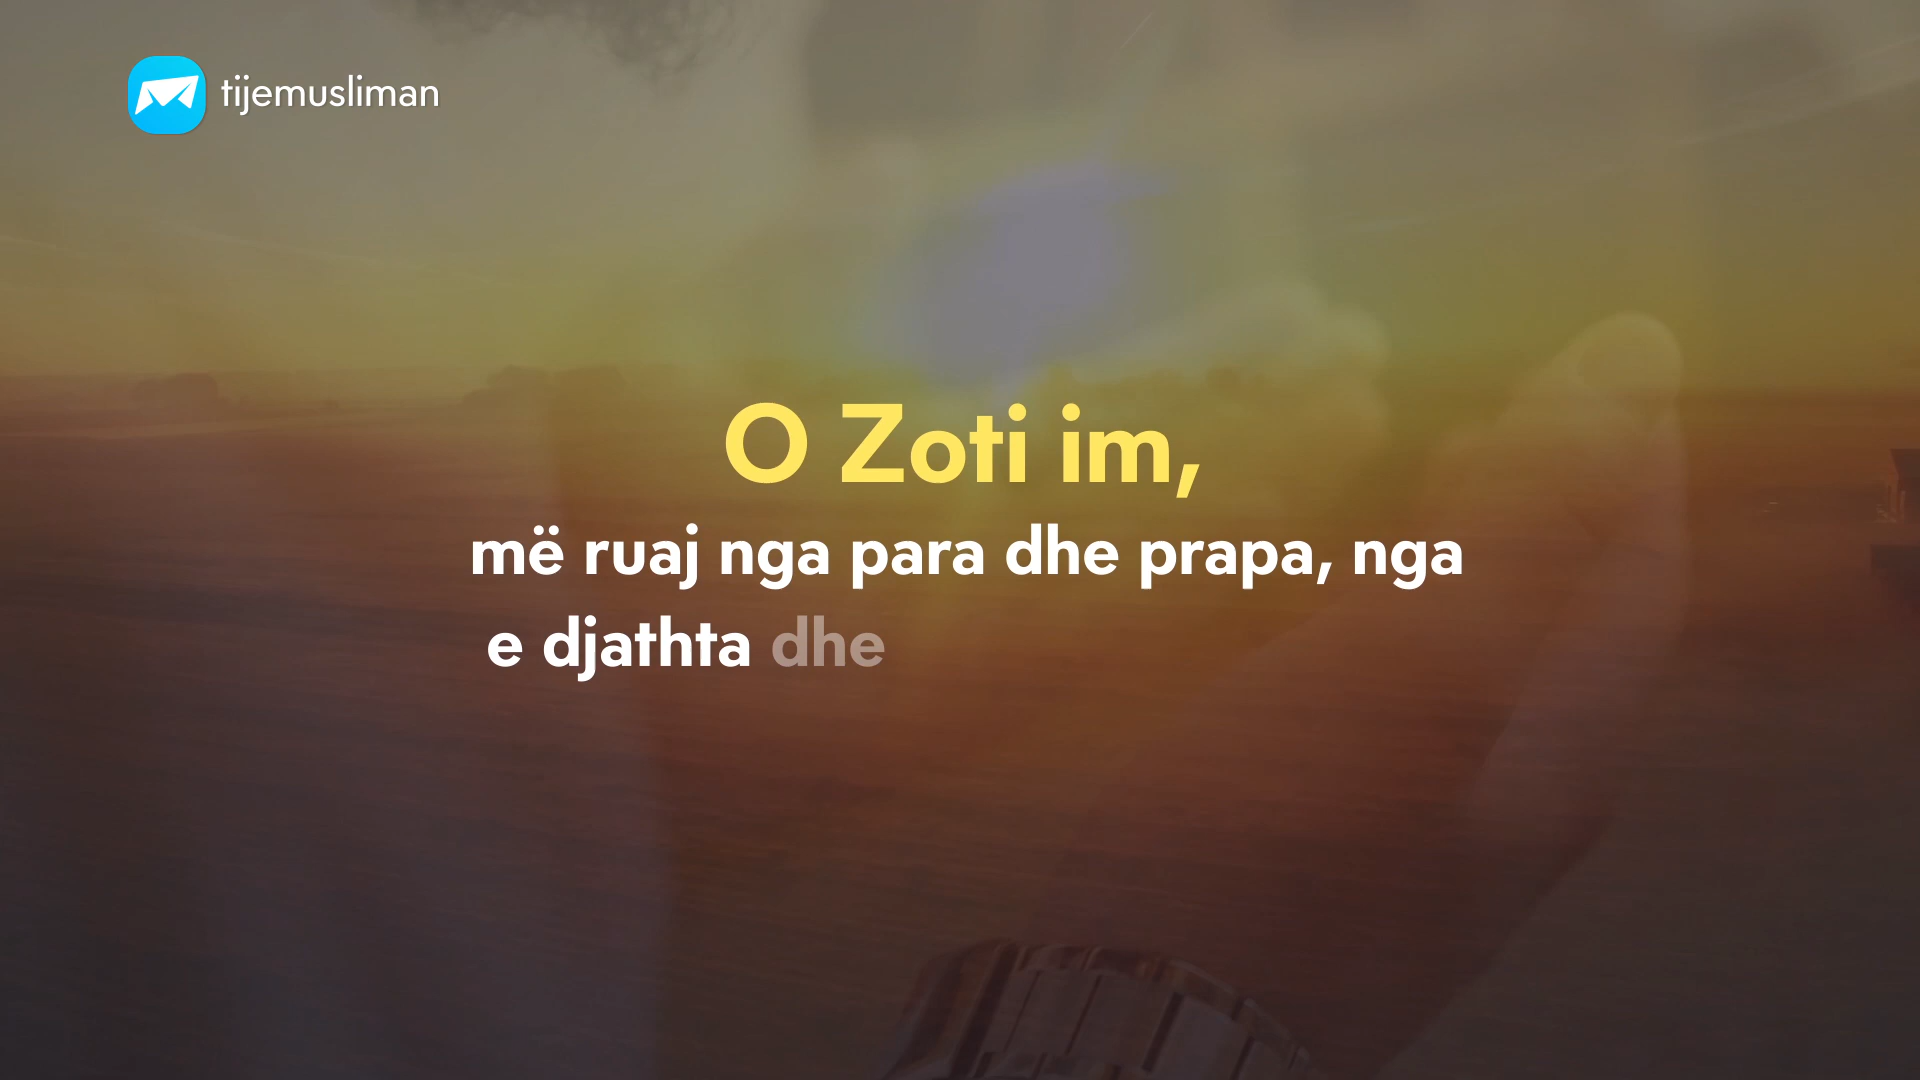 tijemusliman
O Zoti im,
më ruaj nga para dhe prapa, nga
e djathta dhe